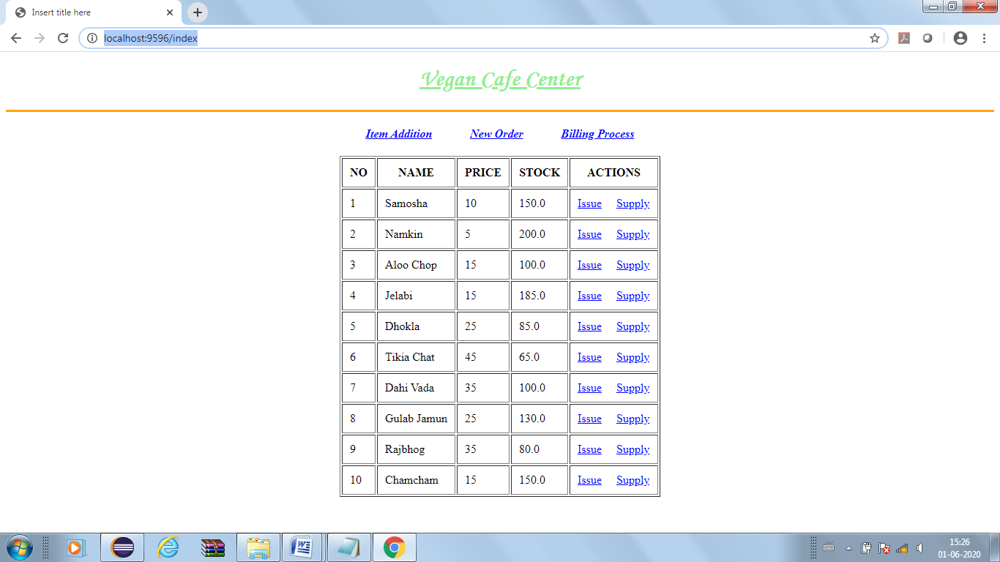 Insert title here
localhost:9596/index
Vegan Cafe Center
Item Addition New Order Billing Process
NO NAME PRICE STOCK ACTIONS
1 Samosha 10 150.0 Issue Supply
2 Namkin 5 200.0 Issue Supply
3 Aloo Chop 15 100.0 Issue Supply
4 Jelabi 15 185.0 Issue Supply
5 Dhokla 25 85.0 Issue Supply
6 Tikia Chat 45 65.0 Issue Supply
7 Dahi Vada 35 100.0 Issue Supply
8 Gulab Jamun 25 130.0 Issue Supply
9 Rajbhog 35 80.0 Issue Supply
10 Chamcham 15 150.0 Issue Supply
15:26
01-06-2020